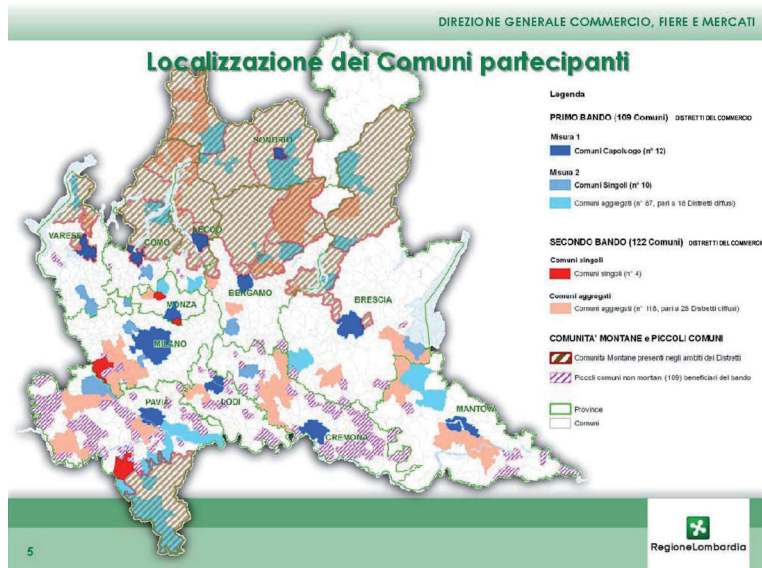 DIREZIONE GENERALE COMMERCIO, FIERE E MERCATI
Localizzazione dei Comuni partecipanti
Legenda
PRIMO BANDO (109 Comuni) DISTRETTI DEL COMMERCIO
Misura 1
Comuni Capoluogo (n° 12)
Misura 2
Comuni Singoli (n° 10)
Comuni aggregati (n° 87, pari a 18 Distretti diffusi)
SECONDO BANDO (122 Comuni) DISTRETTI DEL COMMERCIO
Comuni singoli
Comuni singoli (n° 4)
Comuni aggregati
Comuni aggregati (n° 118, pari a 28 Distretti diffusi)
COMUNITA' MONTANE e PICCOLI COMUNI
Comunità Montane presenti negli ambiti dei Distretti
Piccoli comuni non montani (109) beneficiari del bando
Province
Comuni
SONDRIO
VARESE
COMO
LECCO
BERGAMO
BRESCIA
MONZA
MILANO
PAVIA
LODI
CREMONA
MANTOVA
5
RegioneLombardia